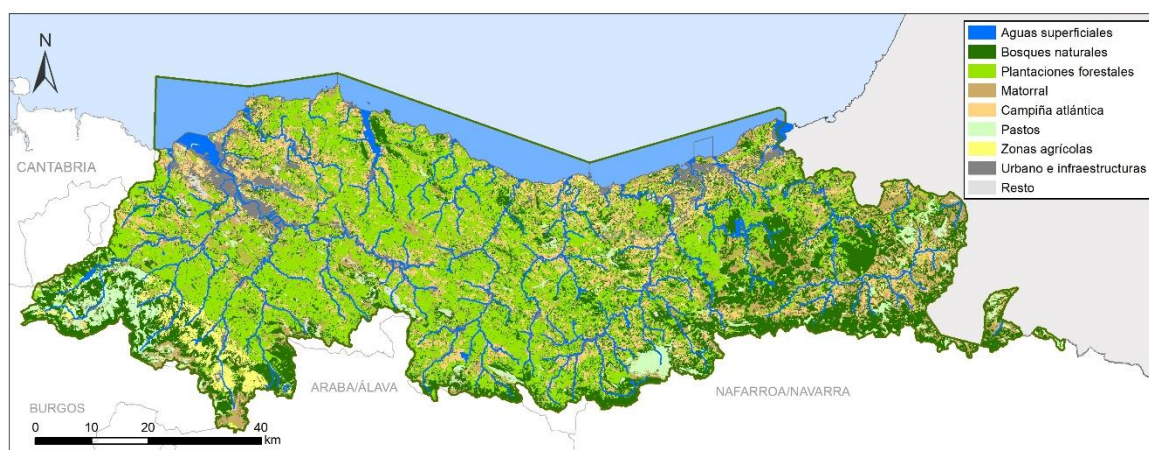 N
Aguas superficiales
Bosques naturales
Plantaciones forestales
Matorral
Campiña atlántica
Pastos
Zonas agrícolas
Urbano e infraestructuras
Resto
CANTABRIA
ARABA/ÁLAVA
NAFARROA/NAVARRA
BURGOS
0 10 20 40
km